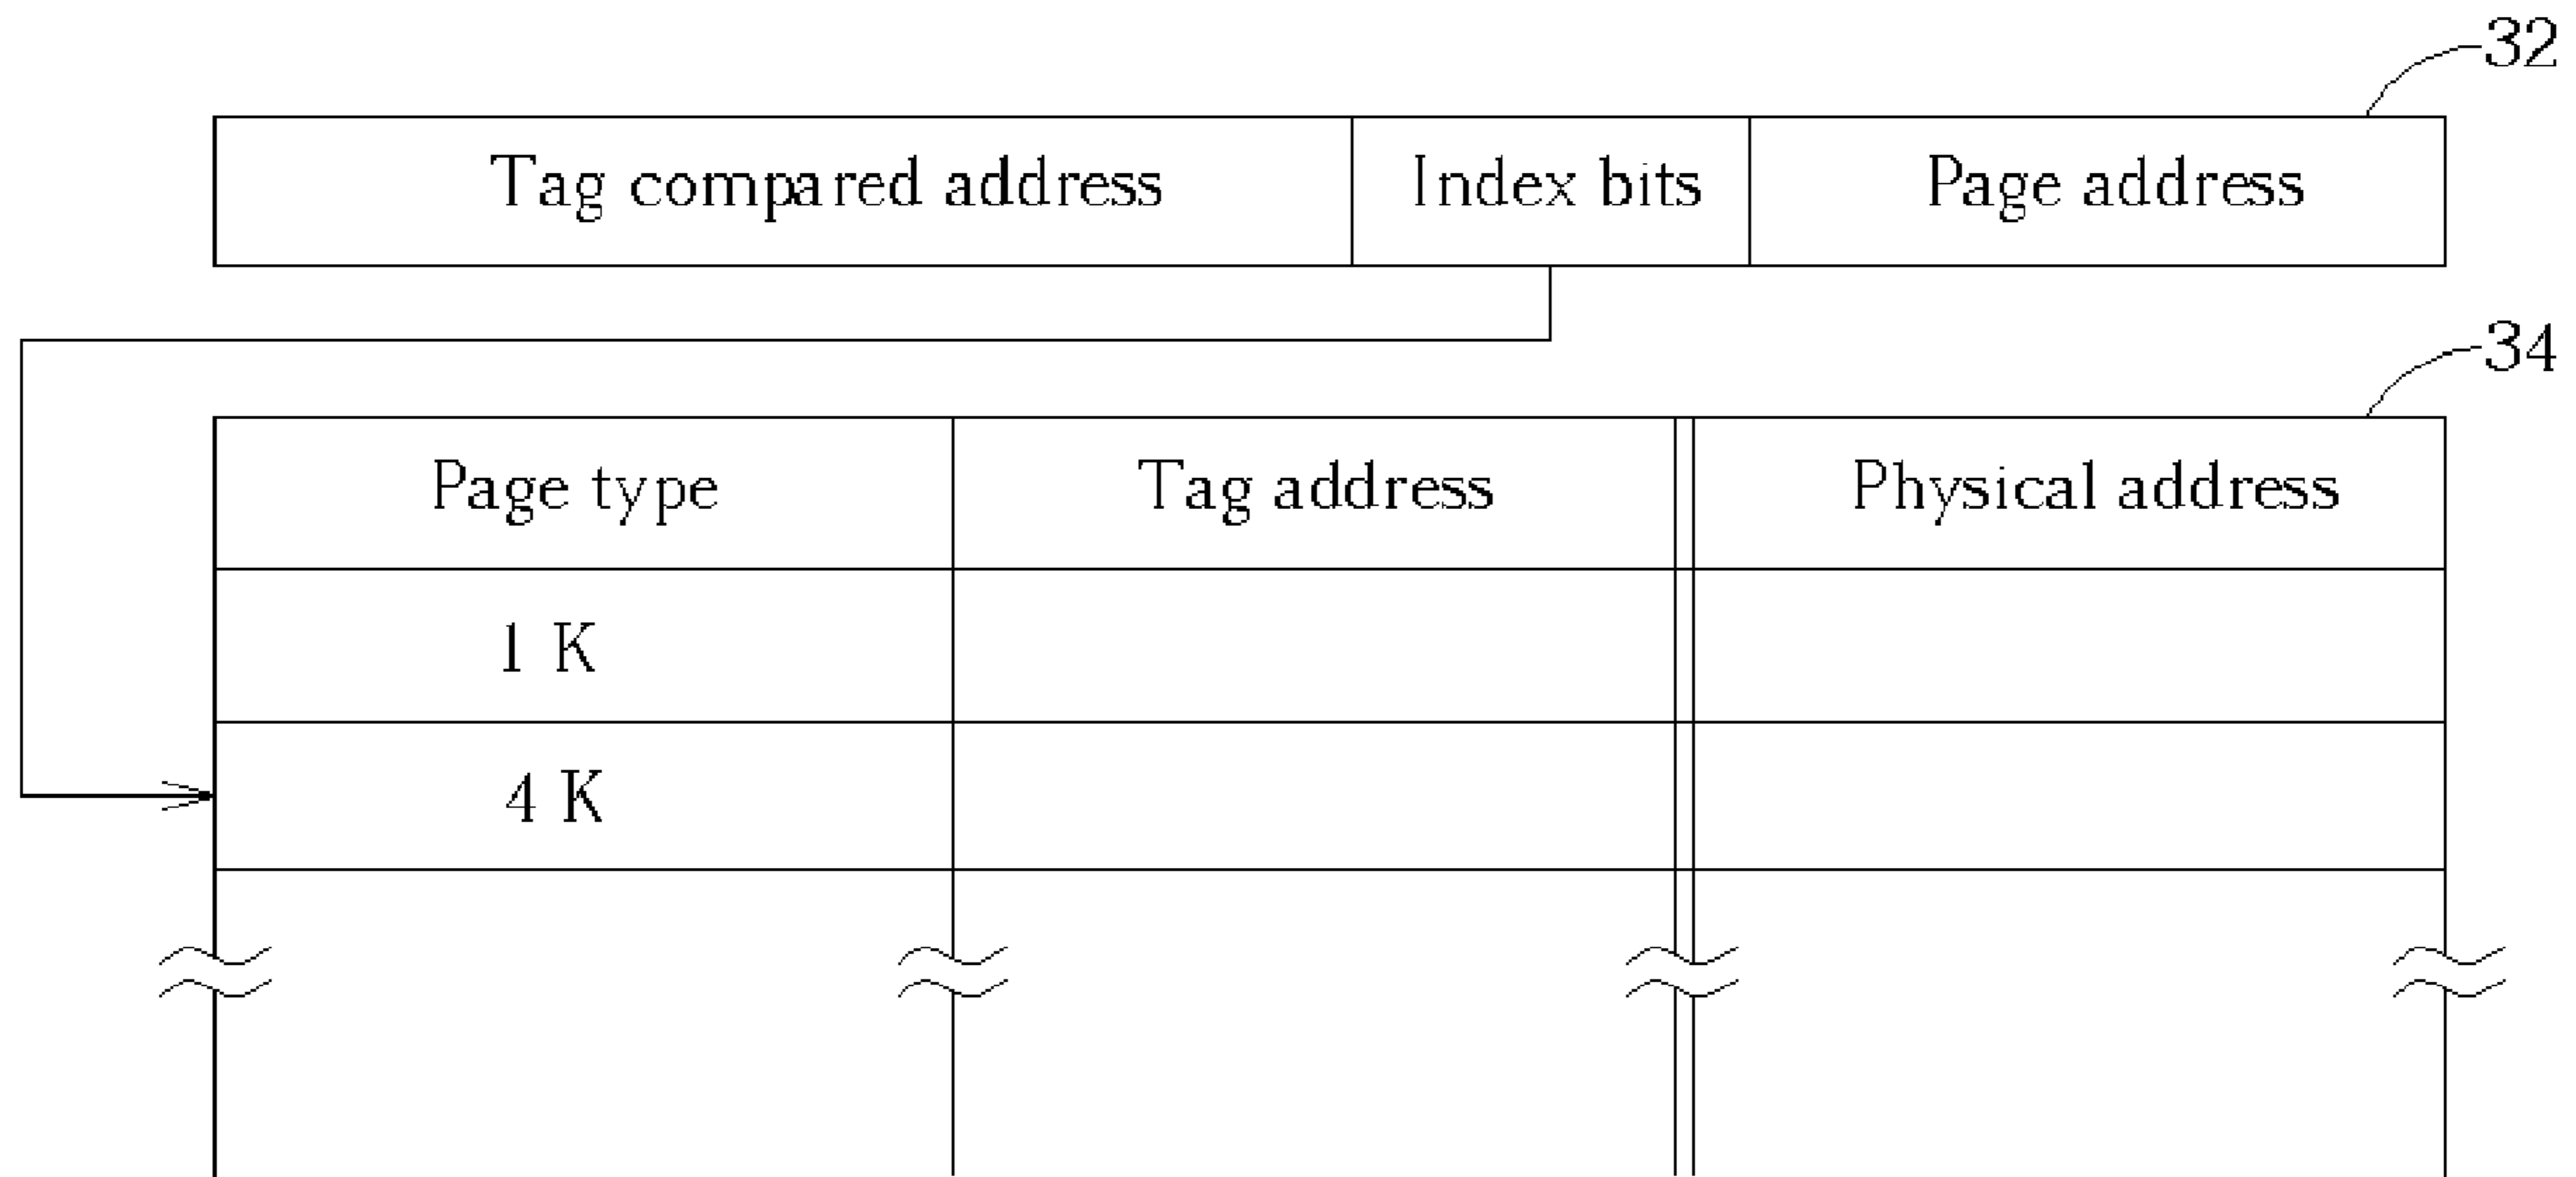 32
Tag compared address Index bits Page address
34
Page type Tag address Physical address
1 K
4 K